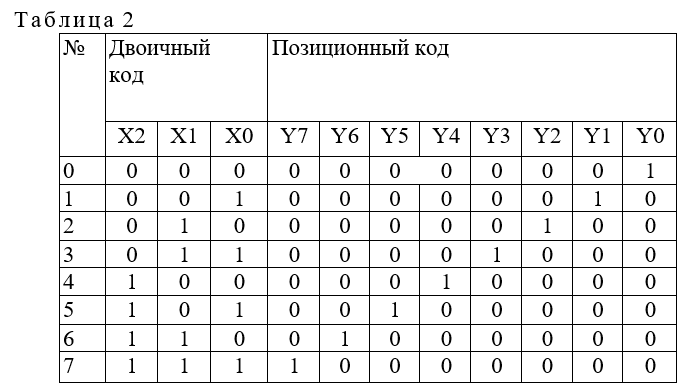 Таблица 2
№ Двоичный код Позиционный код
X2 X1 X0 Y7 Y6 Y5 Y4 Y3 Y2 Y1 Y0
0 0 0 0 0 0 0 0 0 0 0 1
1 0 0 1 0 0 0 0 0 0 1 0
2 0 1 0 0 0 0 0 0 1 0 0
3 0 1 1 0 0 0 0 1 0 0 0
4 1 0 0 0 0 0 1 0 0 0 0
5 1 0 1 0 0 1 0 0 0 0 0
6 1 1 0 0 1 0 0 0 0 0 0
7 1 1 1 1 0 0 0 0 0 0 0